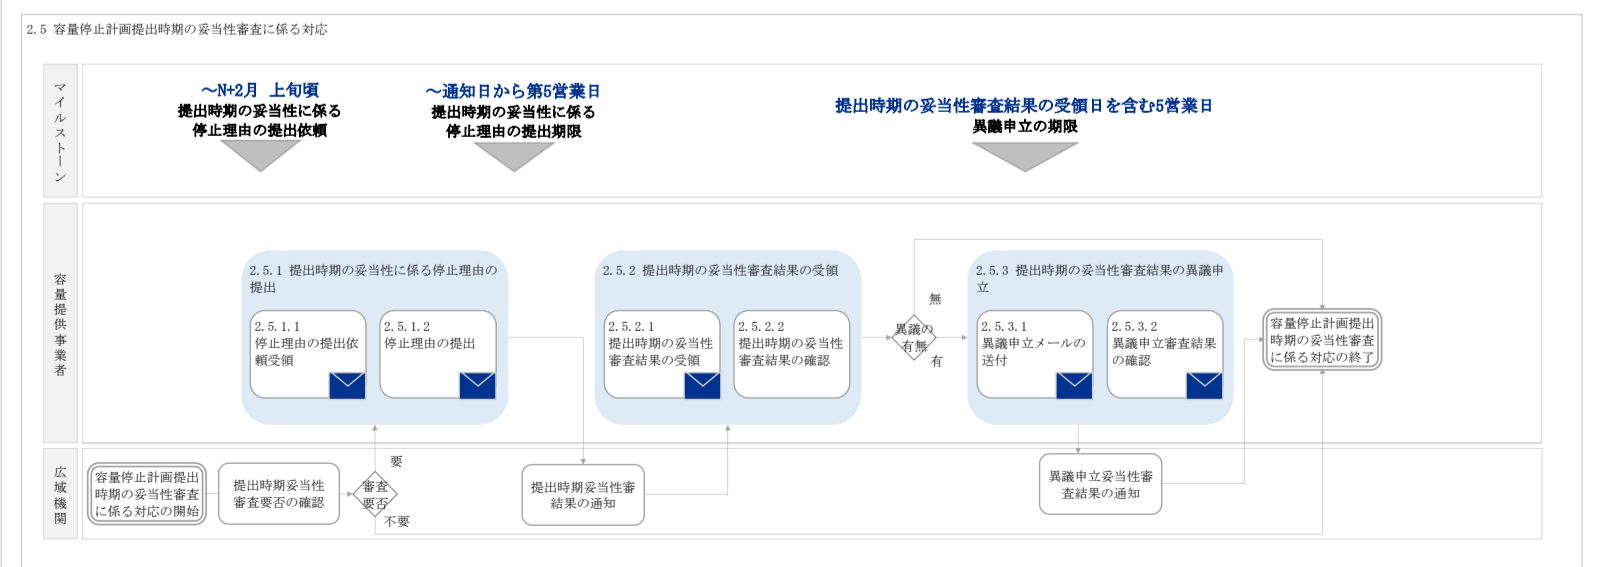 2.5 容量停止計画提出時期の妥当性審査に係る対応
マイルストーン
～N+2月 上旬頃
提出時期の妥当性に係る
停止理由の提出依頼
～通知日から第5営業日
提出時期の妥当性に係る
停止理由の提出期限
提出時期の妥当性審査結果の受領日を含む5営業日
異議申立の期限
容量提供事業者
2.5.1 提出時期の妥当性に係る停止理由の
提出
2.5.1.1
停止理由の提出依
頼受領
2.5.1.2
停止理由の提出
2.5.2 提出時期の妥当性審査結果の受領
2.5.2.1
提出時期の妥当性
審査結果の受領
2.5.2.2
提出時期の妥当性
審査結果の確認
無
異議の
有無
有
2.5.3 提出時期の妥当性審査結果の異議申
立
2.5.3.1
異議申立メールの
送付
2.5.3.2
異議申立審査結果
の確認
容量停止計画提出
時期の妥当性審査
に係る対応の終了
広域機関
容量停止計画提出
時期の妥当性審査
に係る対応の開始
提出時期妥当性
審査要否の確認
要
審査
要否
不要
提出時期妥当性審
結果の通知
異議申立妥当性審
査結果の通知